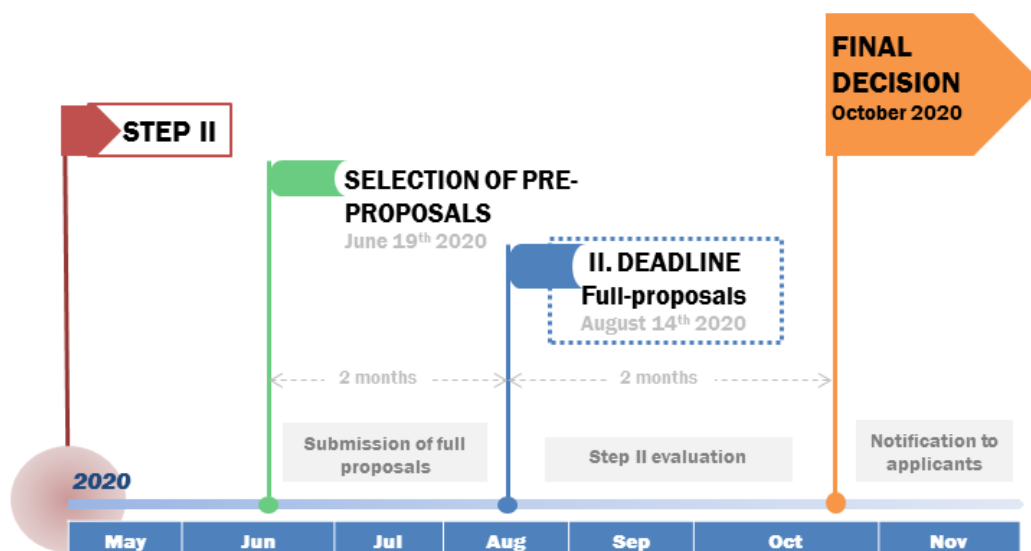 STEP II
FINAL
DECISION
October 2020
SELECTION OF PRE-
PROPOSALS
June 19th 2020
II. DEADLINE
Full-proposals
August 14th 2020
2 months
2 months
Submission of full
proposals
Step II evaluation
Notification to
applicants
2020
May Jun Jul Aug Sep Oct Nov